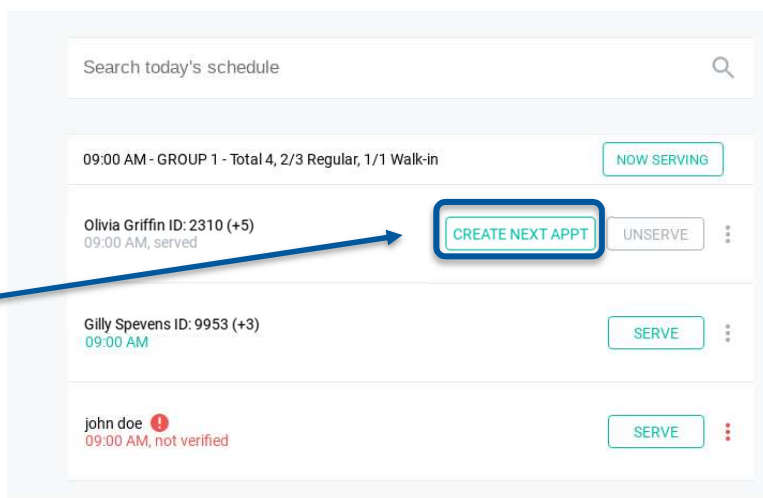 Search today's schedule
09:00 AM - GROUP 1 - Total 4, 2/3 Regular, 1/1 Walk-in NOW SERVING
Olivia Griffin ID: 2310 (+5)
09:00 AM, served
CREATE NEXT APPT UNSERVE
Gilly Spevens ID: 9953 (+3)
09:00 AM
SERVE
john doe
09:00 AM, not verified
SERVE